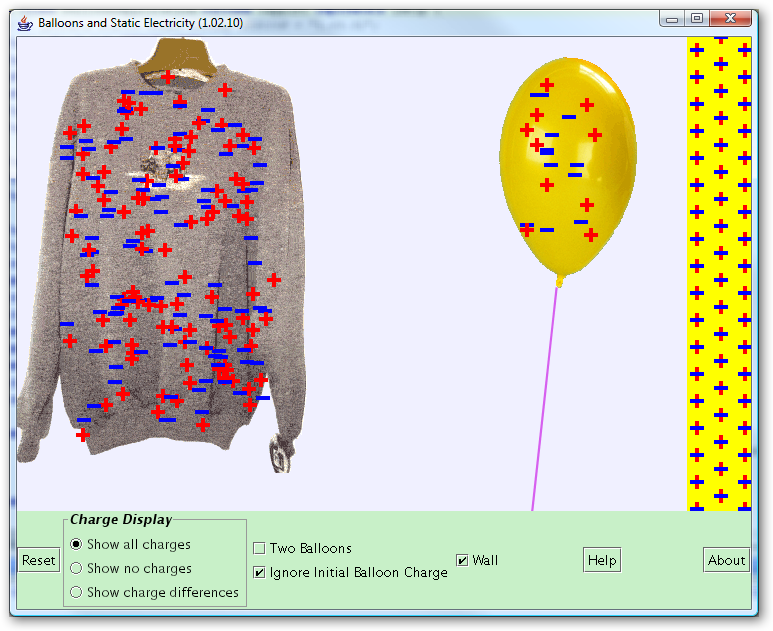 Balloons and Static Electricity (1.02.10)
Charge Display
Show all charges
Show no charges
Show charge differences
Reset
Two Balloons
Ignore Initial Balloon Charge
Wall
Help
About